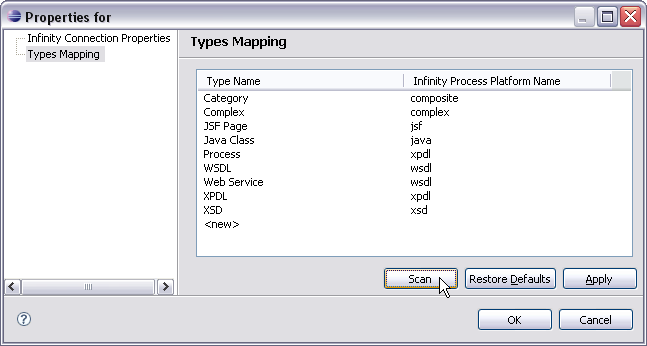 Properties for
Infinity Connection Properties
Types Mapping
Types Mapping
Type Name Infinity Process Platform Name
Category composite
Complex complex
JSF Page jsf
Java Class java
Process xpdl
WSDL wsdl
Web Service wsdl
XPDL xpdl
XSD xsd
<new>
Scan Restore Defaults Apply
? OK Cancel